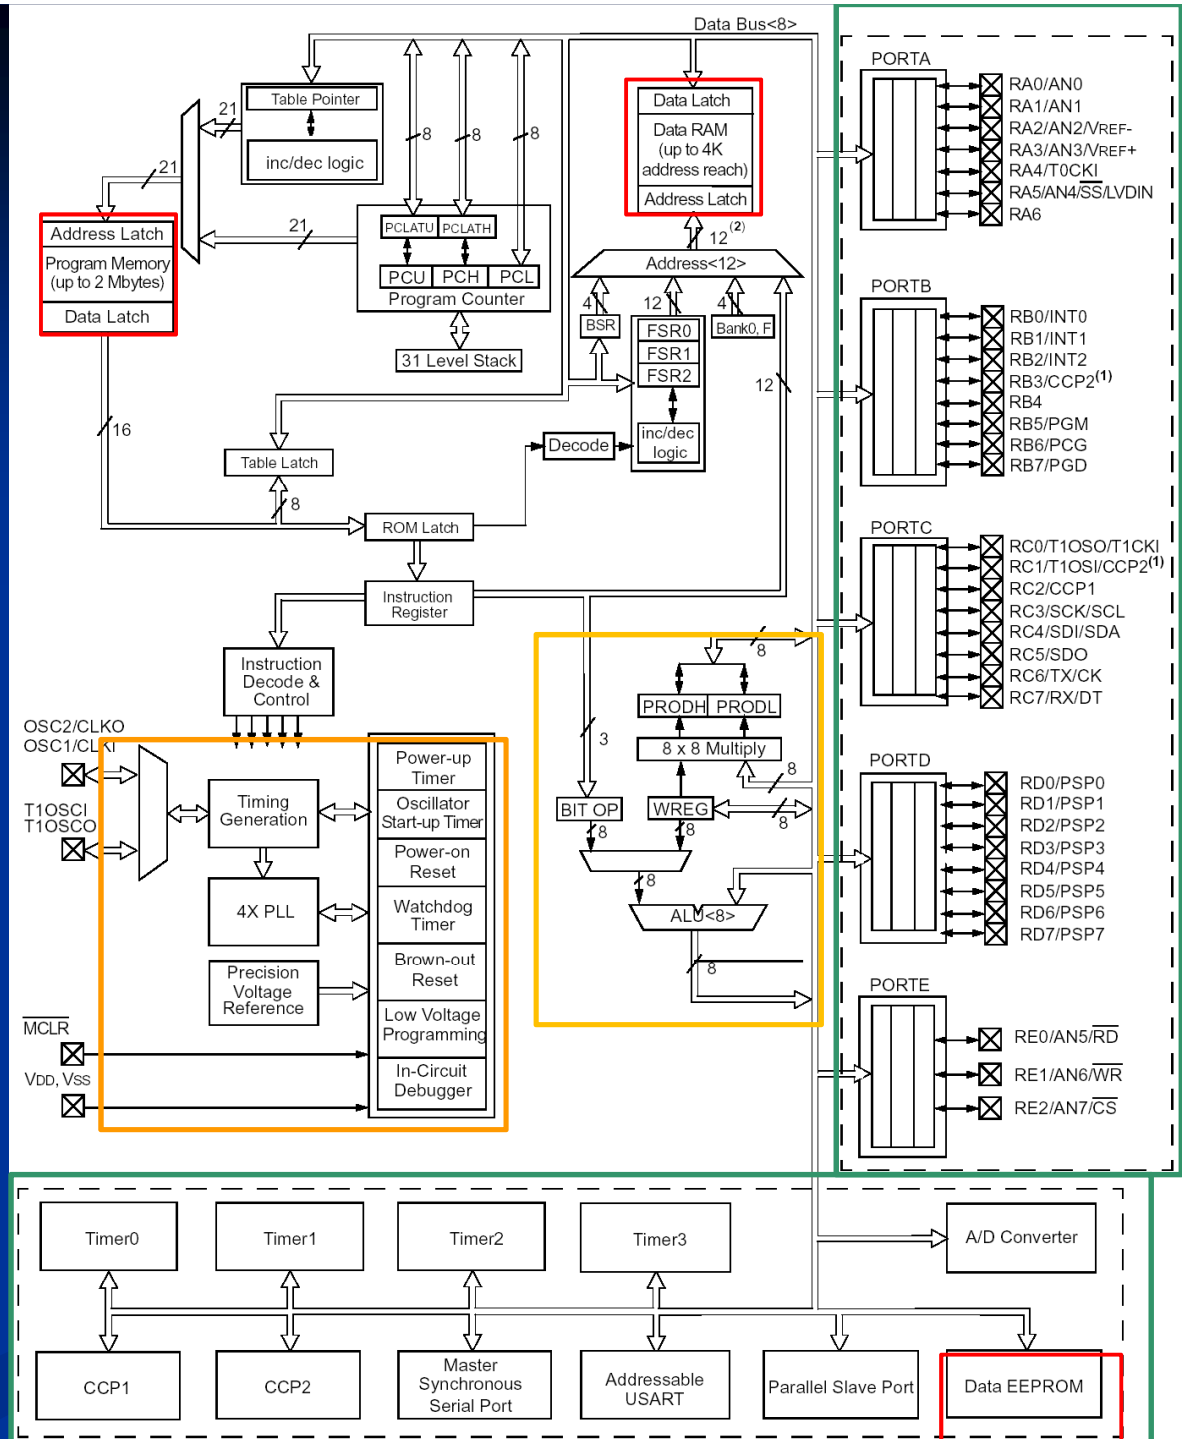 Data Bus<8>
21
Table Pointer
inc/dec logic
8
8
8
Data Latch
Data RAM
(up to 4K
address reach)
Address Latch
21
Address Latch
Program Memory
(up to 2 Mbytes)
Data Latch
21
PCLATU
PCLATH
PCU
PCH
PCL
Program Counter
31 Level Stack
12(2)
Address<12>
4
12
4
BSR
FSR0
FSR1
FSR2
inc/dec
logic
Bank0, F
12
16
Table Latch
8
Decode
ROM Latch
Instruction
Register
Instruction
Decode &
Control
OSC2/CLKO
OSC1/CLKI
T1OSCI
T1OSCO
Timing
Generation
4X PLL
Precision
Voltage
Reference
MCLR
VDD, VSS
Power-up
Timer
Oscillator
Start-up Timer
Power-on
Reset
Watchdog
Timer
Brown-out
Reset
Low Voltage
Programming
In-Circuit
Debugger
8
PRODH
PRODL
8 x 8 Multiply
3
8
BIT OP
WREG
8
8
8
8
ALU<8>
8
PORTA
RA0/AN0
RA1/AN1
RA2/AN2/VREF-
RA3/AN3/VREF+
RA4/T0CKI
RA5/AN4/SS/LVDIN
RA6
PORTB
RB0/INT0
RB1/INT1
RB2/INT2
RB3/CCP2(1)
RB4
RB5/PGM
RB6/PCG
RB7/PGD
PORTC
RC0/T1OSO/T1CKI
RC1/T1OSI/CCP2(1)
RC2/CCP1
RC3/SCK/SCL
RC4/SDI/SDA
RC5/SDO
RC6/TX/CK
RC7/RX/DT
PORTD
RD0/PSP0
RD1/PSP1
RD2/PSP2
RD3/PSP3
RD4/PSP4
RD5/PSP5
RD6/PSP6
RD7/PSP7
PORTE
RE0/AN5/RD
RE1/AN6/WR
RE2/AN7/CS
Timer0
Timer1
Timer2
Timer3
A/D Converter
CCP1
CCP2
Master
Synchronous
Serial Port
Addressable
USART
Parallel Slave Port
Data EEPROM